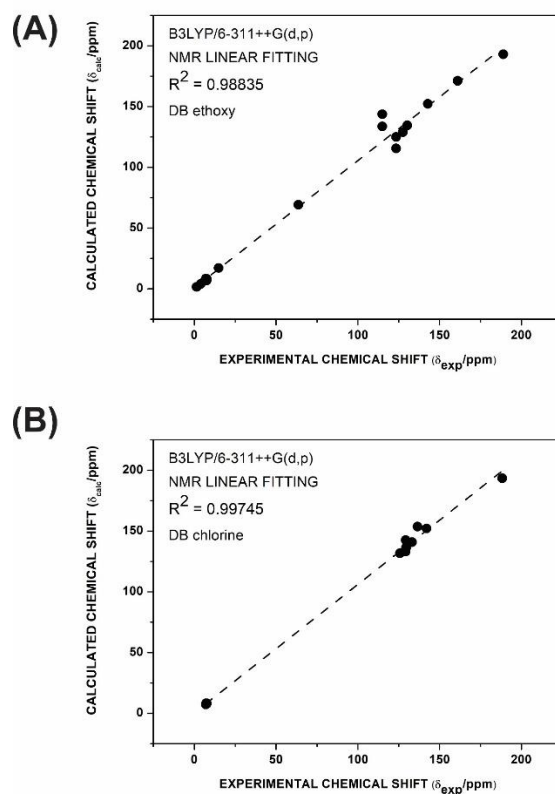 (A)
B3LYP/6-311++G(d,p)
NMR LINEAR FITTING
R² = 0.98835
DB ethoxy
CALCULATED CHEMICAL SHIFT (δcalc/ppm)
200
150
100
50
0
0 50 100 150 200
EXPERIMENTAL CHEMICAL SHIFT (δexp/ppm)
(B)
B3LYP/6-311++G(d,p)
NMR LINEAR FITTING
R² = 0.99745
DB chlorine
CALCULATED CHEMICAL SHIFT (δcalc/ppm)
200
150
100
50
0
0 50 100 150 200
EXPERIMENTAL CHEMICAL SHIFT (δexp/ppm)